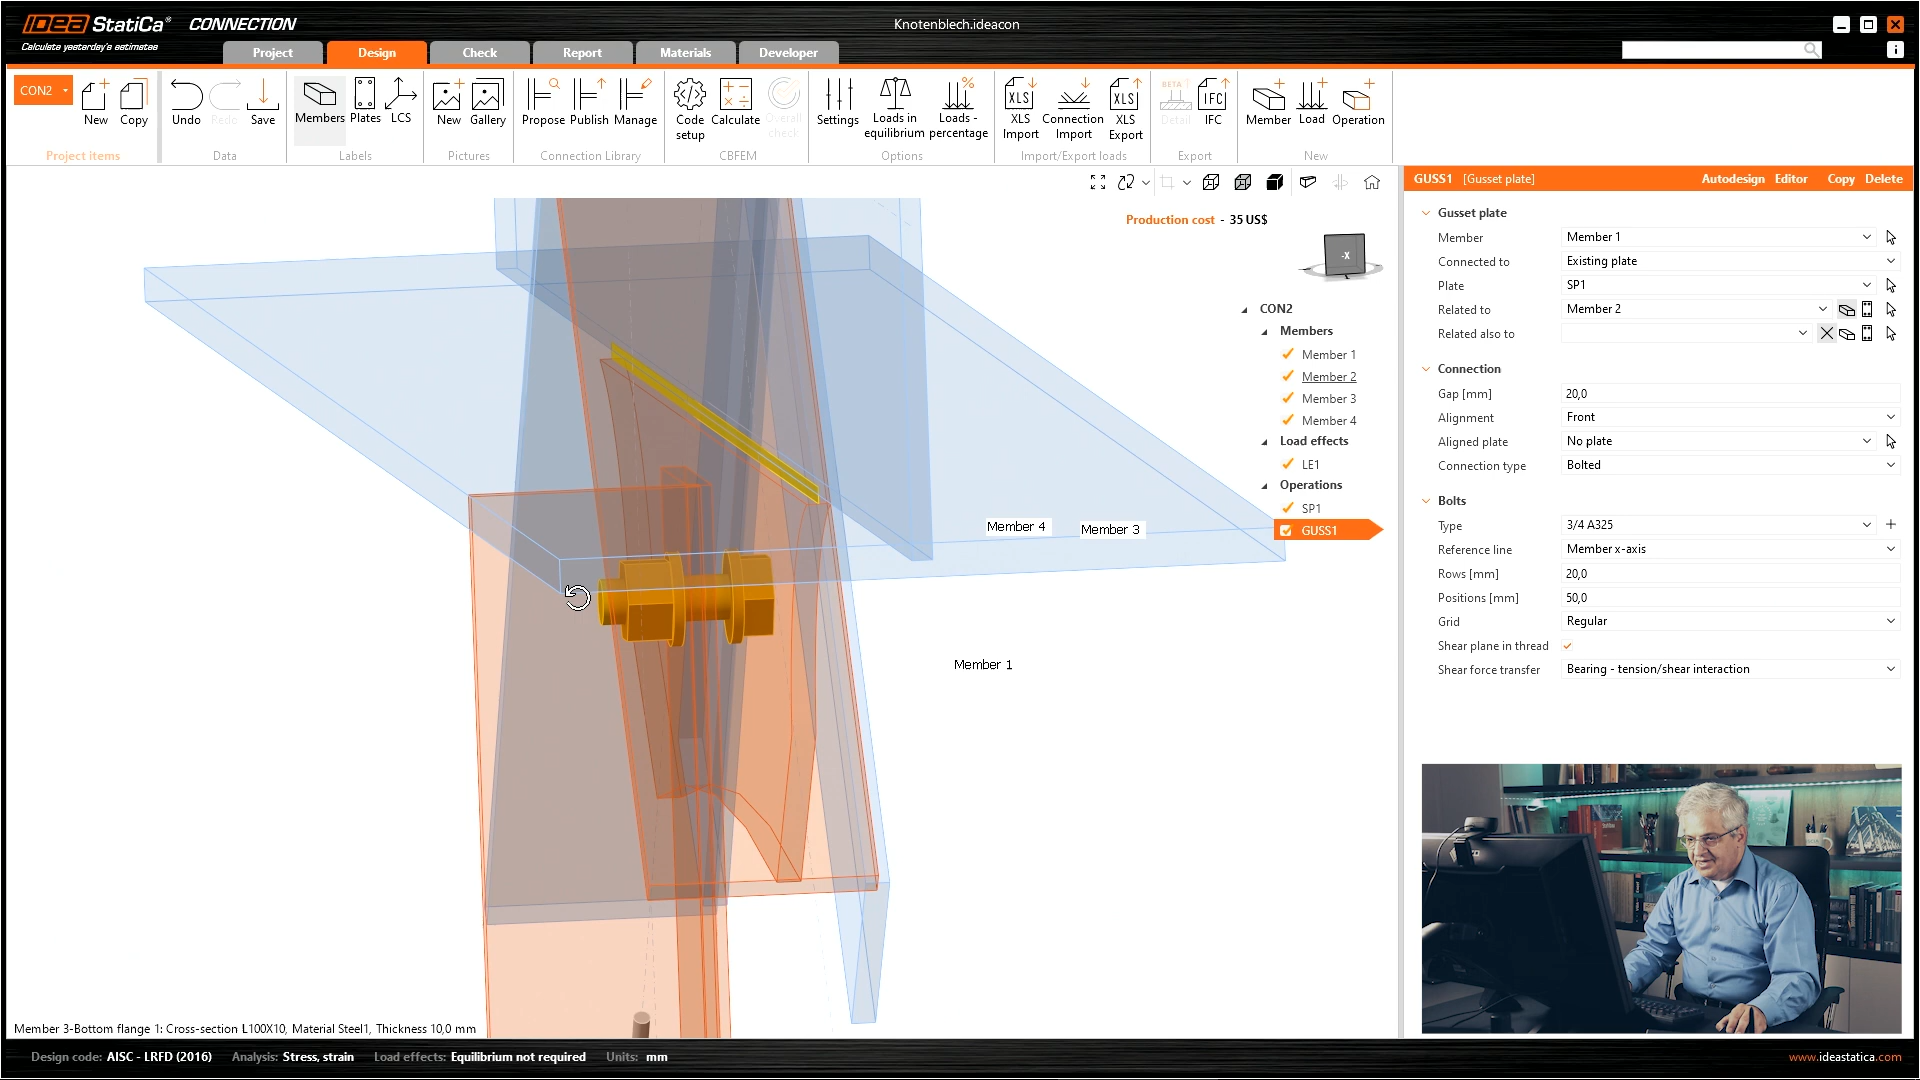 IDEA StatiCa® CONNECTION
Calculate yesterday's estimates
Knotenblech.ideacon
Project
Design
Check
Report
Materials
Developer
CON2
New
Copy
Undo
Redo
Save
Members
Plates
LCS
New
Gallery
Propose
Publish
Manage
Code setup
Calculate
Overall check
Settings
Loads in equilibrium
Loads - percentage
XLS
XLS Import
Connection Import
XLS
XLS Export
BETA
Detail
IFC
IFC
Member
Load
Operation
Project items
Data
Labels
Pictures
Connection Library
CBFEM
Options
Import/Export loads
Export
New
Production cost - 35 US$
-X
CON2
Members
Member 1
Member 2
Member 3
Member 4
Load effects
LE1
Operations
SP1
GUSS1
Member 4
Member 3
Member 1
GUSS1 [Gusset plate]
Autodesign
Editor
Copy
Delete
Gusset plate
Member
Member 1
Connected to
Existing plate
Plate
SP1
Related to
Member 2
Related also to
Connection
Gap [mm]
20,0
Alignment
Front
Aligned plate
No plate
Connection type
Bolted
Bolts
Type
3/4 A325
Reference line
Member x-axis
Rows [mm]
20,0
Positions [mm]
50,0
Grid
Regular
Shear plane in thread
Shear force transfer
Bearing - tension/shear interaction
Member 3-Bottom flange 1: Cross-section L100X10, Material Steel1, Thickness 10,0 mm
Design code: AISC - LRFD (2016)
Analysis: Stress, strain
Load effects: Equilibrium not required
Units: mm
www.ideastatica.com